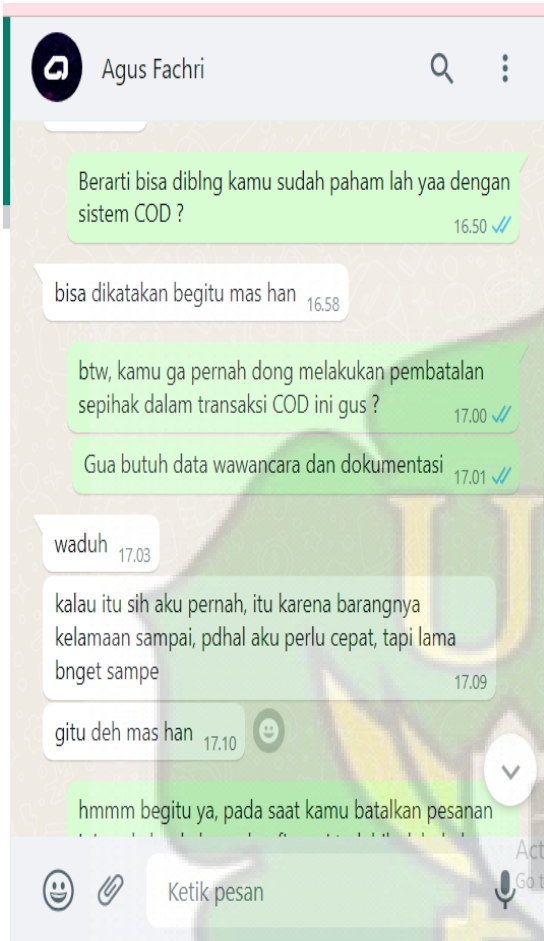 Agus Fachri
Berarti bisa diblng kamu sudah paham lah yaa dengan
sistem COD ?
16.50
bisa dikatakan begitu mas han 16.58
btw, kamu ga pernah dong melakukan pembatalan
sepihak dalam transaksi COD ini gus ?
17.00
Gua butuh data wawancara dan dokumentasi 17.01
waduh 17.03
kalau itu sih aku pernah, itu karena barangnya
kelamaan sampai, pdhal aku perlu cepat, tapi lama
bnget sampe
17.09
gitu deh mas han 17.10
hmmm begitu ya, pada saat kamu batalkan pesanan
Act
Ketik pesan
Go t
U